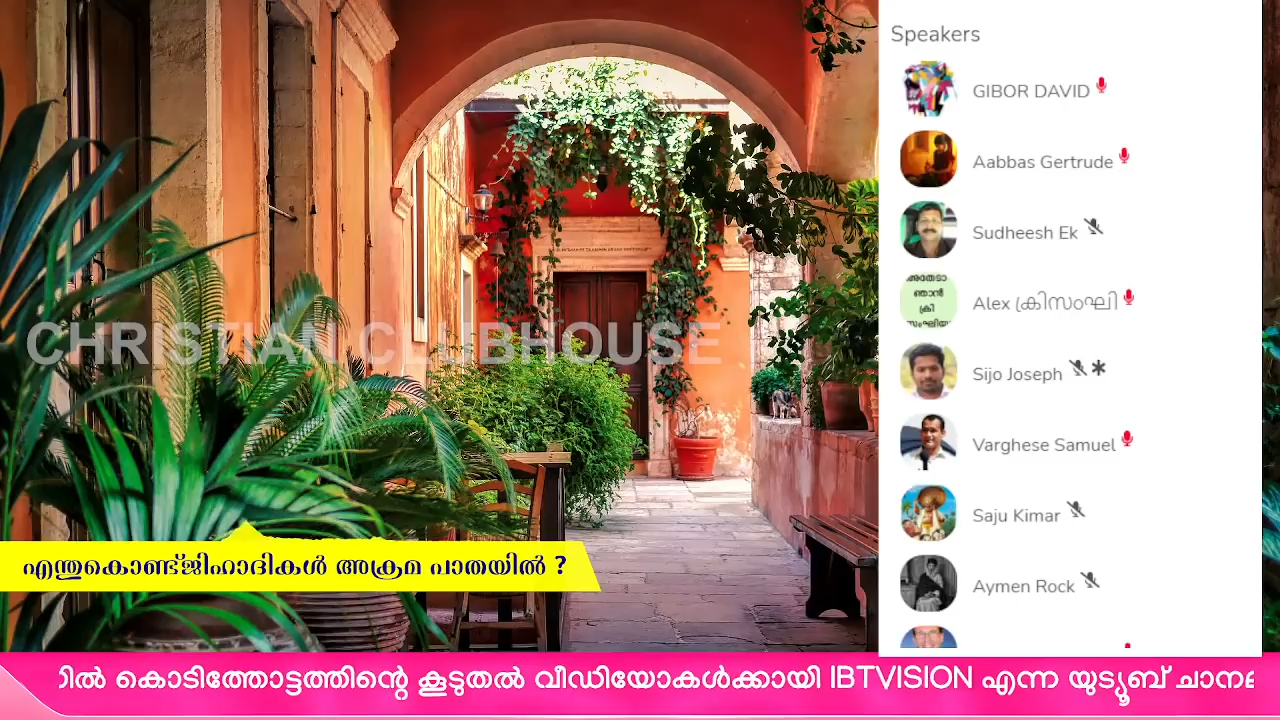 Speakers
GIBOR DAVID
Aabbas Gertrude
Sudheesh Ek
അതേടാ
ഞാൻ
ക്രി
Alex ക്രിസംഘി
Sijo Joseph
Varghese Samuel
Saju Kimar
Aymen Rock
CHRISTIAN CLUBHOUSE
എന്തുകൊണ്ട്ജിഹാദികൾ അക്രമ പാതയിൽ ?
കൊടിത്തോട്ടത്തിന്റെ കൂടുതൽ വീഡിയോകൾക്കായി IBTVISION എന്ന യുട്യൂബ്